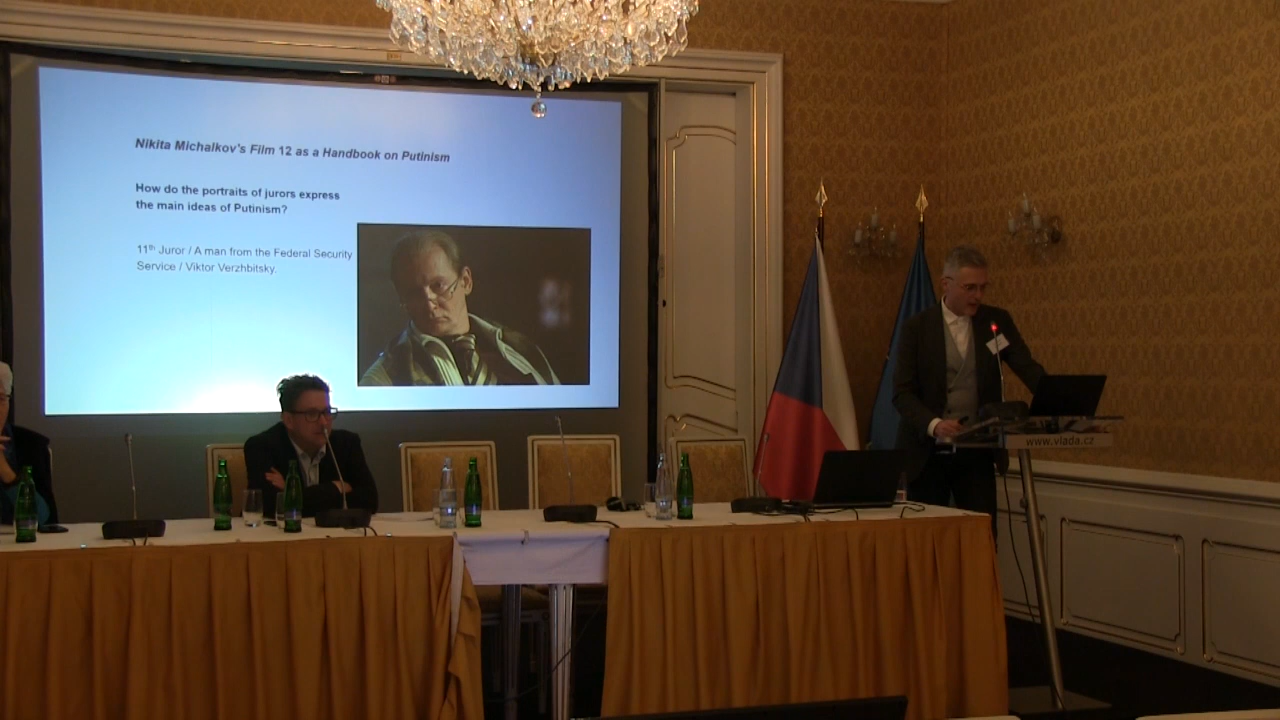 Nikita Michalkov's Film 12 as a Handbook on Putinism
How do the portraits of jurors express
the main ideas of Putinism?
11th Juror / A man from the Federal Security
Service / Viktor Verzhbitsky.
www.vlada.cz